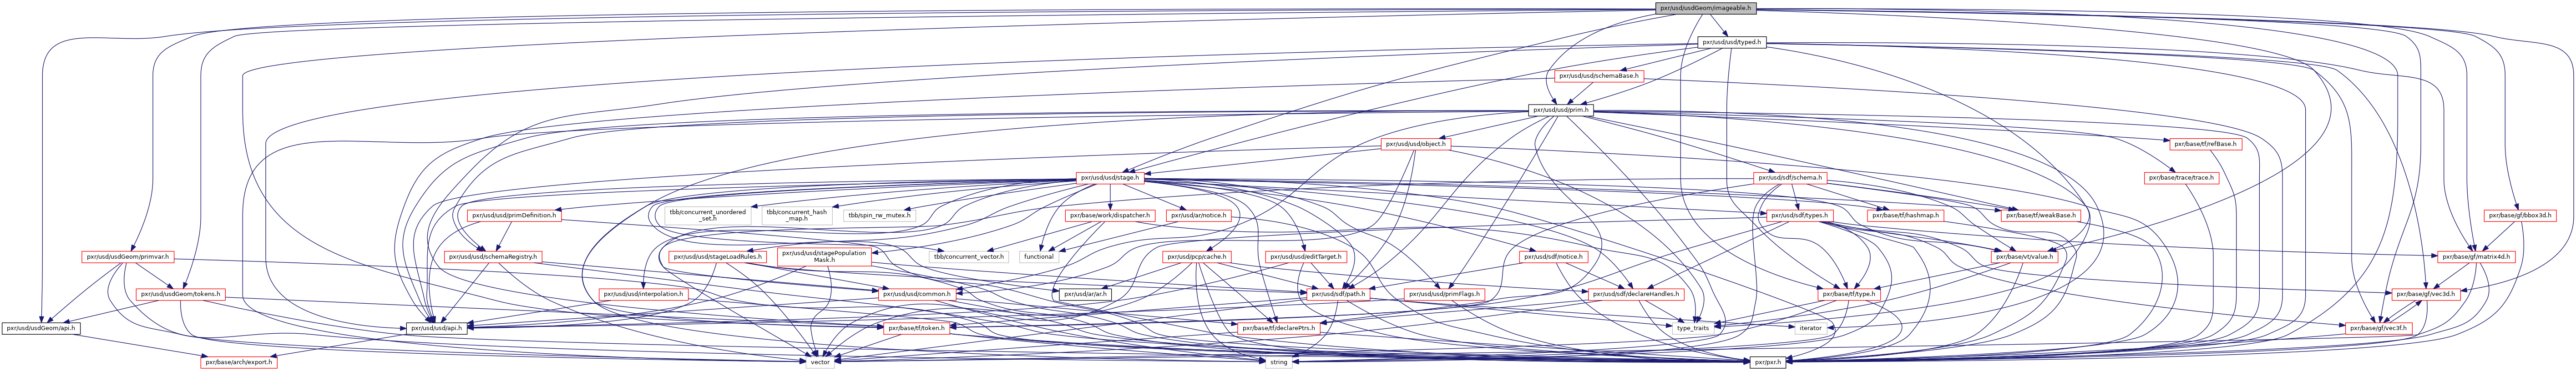 pxr/usd/usdGeom/imageable.h
pxr/usd/usd/typed.h
pxr/usd/usd/schemaBase.h
pxr/usd/usd/prim.h
pxr/usd/usd/object.h
pxr/base/tf/refBase.h
pxr/usd/usd/stage.h
pxr/usd/sdf/schema.h
pxr/base/trace/trace.h
pxr/usd/usd/primDefinition.h
tbb/concurrent_unordered
_set.h
tbb/concurrent_hash
_map.h
tbb/spin_rw_mutex.h
pxr/base/work/dispatcher.h
pxr/usd/ar/notice.h
pxr/usd/sdf/types.h
pxr/base/tf/hashmap.h
pxr/base/tf/weakBase.h
pxr/base/gf/bbox3d.h
pxr/usd/usdGeom/primvar.h
pxr/usd/usd/schemaRegistry.h
pxr/usd/usd/stageLoadRules.h
pxr/usd/usd/stagePopulation
Mask.h
tbb/concurrent_vector.h
functional
pxr/usd/pcp/cache.h
pxr/usd/usd/editTarget.h
pxr/usd/sdf/notice.h
pxr/base/vt/value.h
pxr/base/gf/matrix4d.h
pxr/usd/usdGeom/tokens.h
pxr/usd/usd/interpolation.h
pxr/usd/usd/common.h
pxr/usd/ar/ar.h
pxr/usd/sdf/path.h
pxr/usd/usd/primFlags.h
pxr/usd/sdf/declareHandles.h
pxr/base/tf/type.h
pxr/base/gf/vec3d.h
pxr/usd/usdGeom/api.h
pxr/usd/usd/api.h
pxr/base/tf/token.h
pxr/base/tf/declarePtrs.h
type_traits
iterator
pxr/base/gf/vec3f.h
pxr/base/arch/export.h
vector
string
pxr/pxr.h